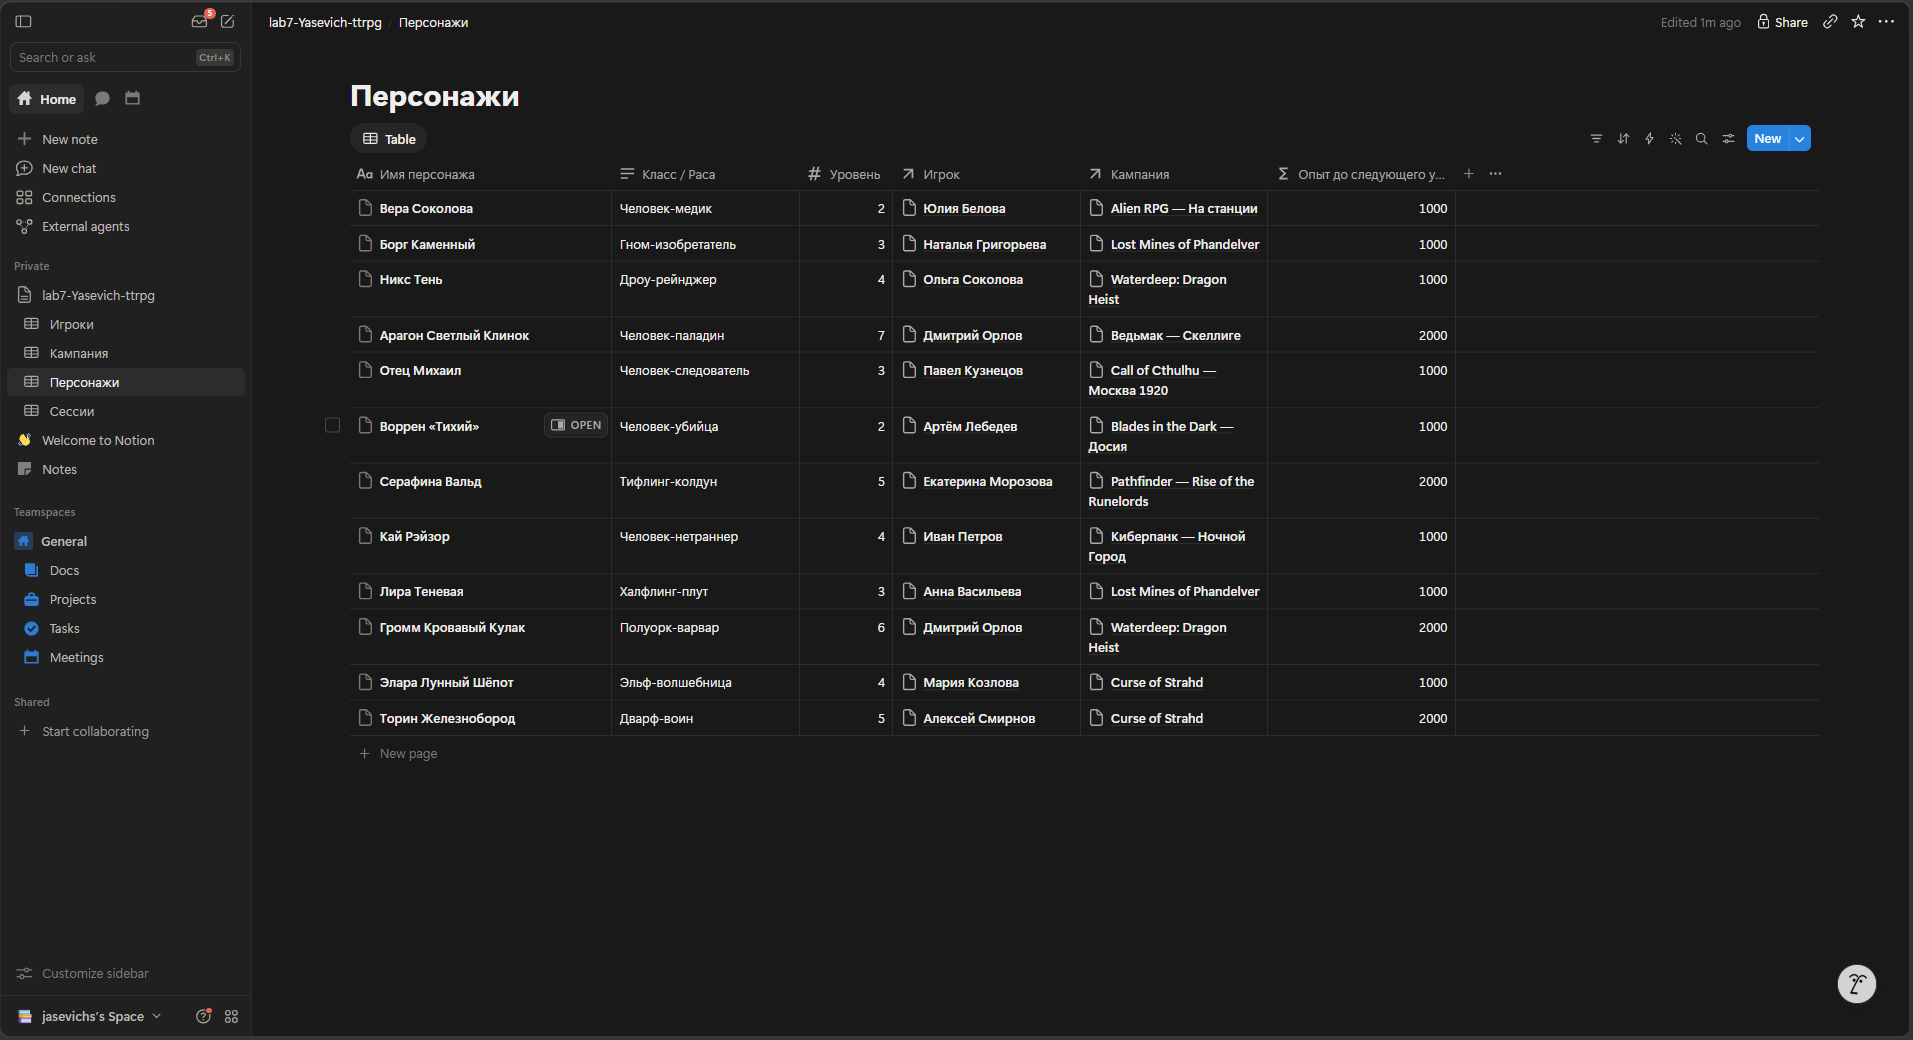 5
Search or ask Ctrl+K
Home
New note
New chat
Connections
External agents
Private
lab7-Yasevich-ttrpg
Игроки
Кампания
Персонажи
Сессии
Welcome to Notion
Notes
Teamspaces
General
Docs
Projects
Tasks
Meetings
Shared
Start collaborating
Customize sidebar
jasevichs's Space
lab7-Yasevich-ttrpg / Персонажи
Edited 1m ago Share
Персонажи
Table
New
Aa Имя персонажа Класс / Раса # Уровень Игрок Кампания Σ Опыт до следующего у...
Вера Соколова Человек-медик 2 Юлия Белова Alien RPG — На станции 1000
Борг Каменный Гном-изобретатель 3 Наталья Григорьева Lost Mines of Phandelver 1000
Никс Тень Дроу-рейнджер 4 Ольга Соколова Waterdeep: Dragon 1000
Heist
Арагон Светлый Клинок Человек-паладин 7 Дмитрий Орлов Ведьмак — Скеллиге 2000
Отец Михаил Человек-следователь 3 Павел Кузнецов Call of Cthulhu — 1000
Москва 1920
Воррен «Тихий» OPEN Человек-убийца 2 Артём Лебедев Blades in the Dark — 1000
Досия
Серафина Вальд Тифлинг-колдун 5 Екатерина Морозова Pathfinder — Rise of the 2000
Runelords
Кай Рэйзор Человек-нетраннер 4 Иван Петров Киберпанк — Ночной 1000
Город
Лира Теневая Халфлинг-плут 3 Анна Васильева Lost Mines of Phandelver 1000
Громм Кровавый Кулак Полуорк-варвар 6 Дмитрий Орлов Waterdeep: Dragon 2000
Heist
Элара Лунный Шёпот Эльф-волшебница 4 Мария Козлова Curse of Strahd 1000
Торин Железнобород Дварф-воин 5 Алексей Смирнов Curse of Strahd 2000
New page